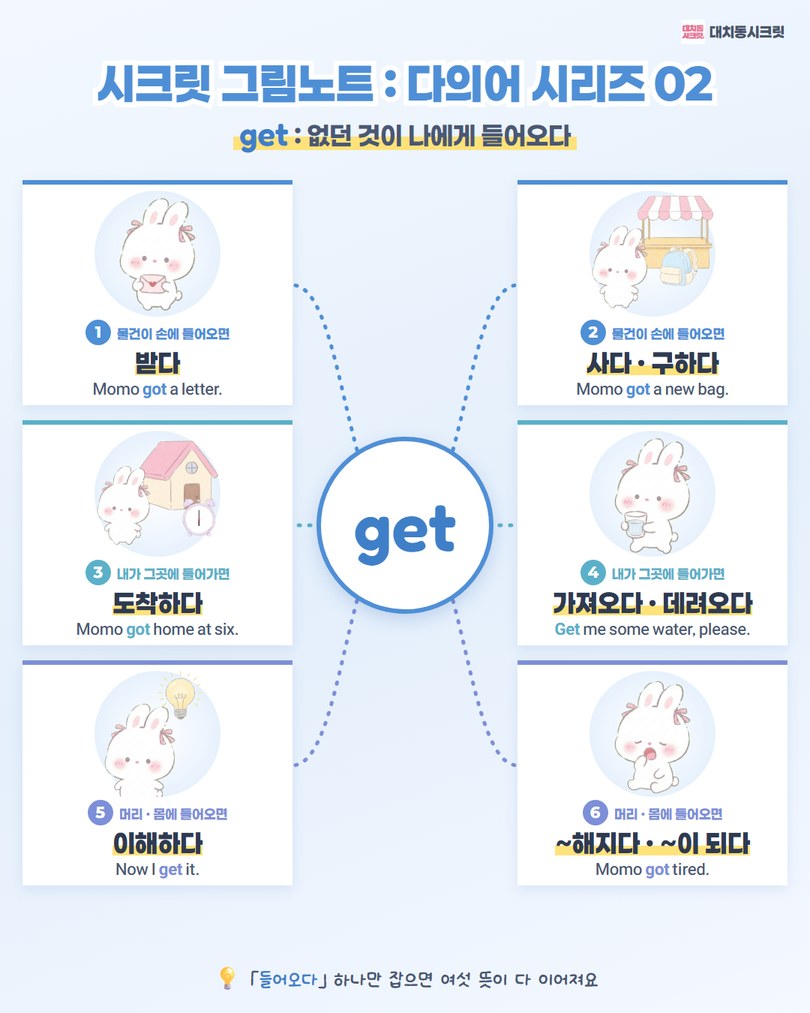 대치동
시크릿
대치동시크릿
시크릿 그림노트 : 다의어 시리즈 02
get : 없던 것이 나에게 들어오다
1 물건이 손에 들어오면
받다
Momo got a letter.
2 물건이 손에 들어오면
사다 · 구하다
Momo got a new bag.
3 내가 그곳에 들어가면
도착하다
Momo got home at six.
4 내가 그곳에 들어가면
가져오다 · 데려오다
Get me some water, please.
get
5 머리 · 몸에 들어오면
이해하다
Now I get it.
6 머리 · 몸에 들어오면
~해지다 · ~이 되다
Momo got tired.
「들어오다」 하나만 잡으면 여섯 뜻이 다 이어져요